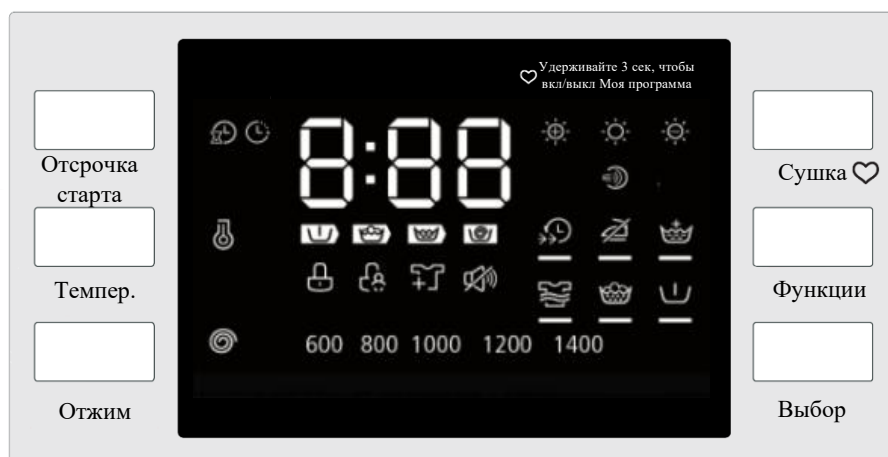 Удерживайте 3 сек, чтобы
вкл/выкл Моя программа
8:88
Отсрочка
старта
Сушка
Темпер.
Функции
600 800 1000 1200 1400
Отжим
Выбор